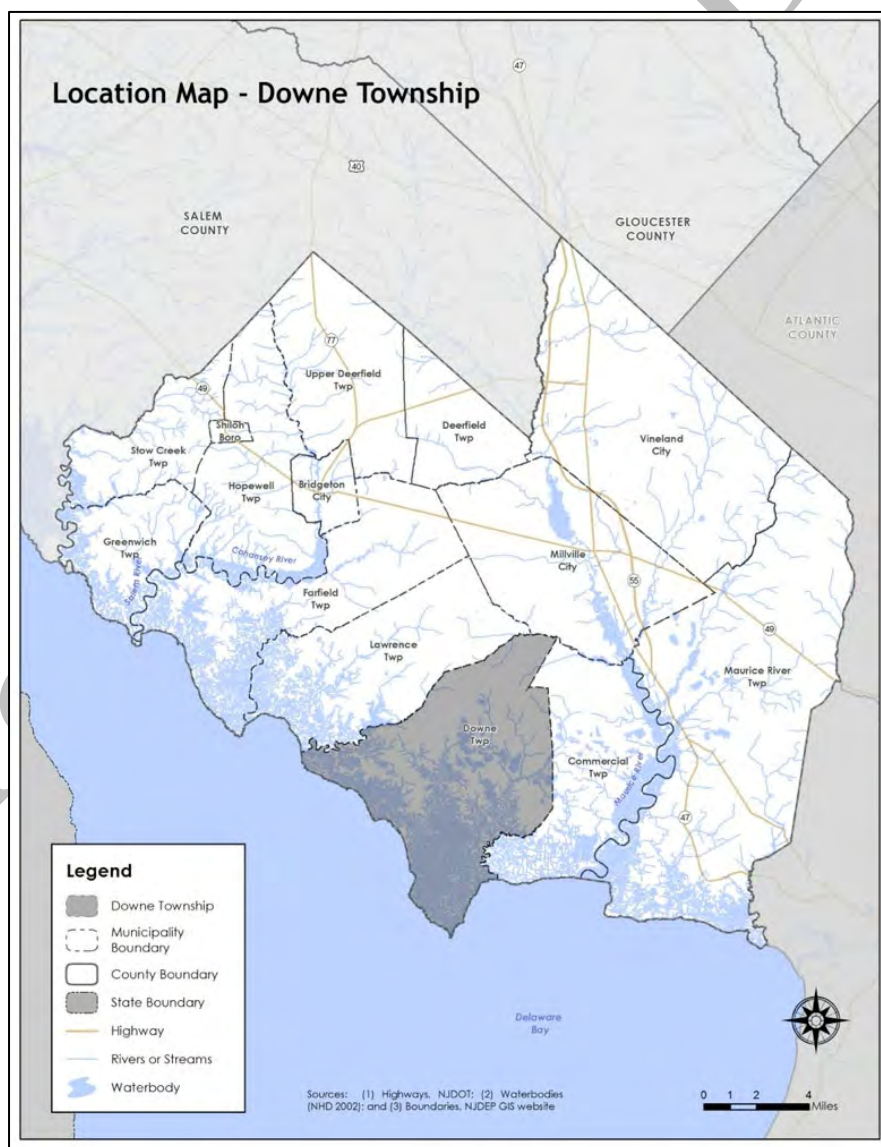 Location Map - Downe Township
47
40
SALEM
COUNTY
GLOUCESTER
COUNTY
ATLANTIC
COUNTY
77
Upper Deerfield
Twp
49
Deerfield
Twp
Shiloh
Boro
Vineland
City
Stow Creek
Twp
Hopewell
Twp
Bridgeton
City
Greenwich
Twp
Cohansey River
Salem River
Millville
City
55
Farfield
Twp
49
Lawrence
Twp
Maurice River
Twp
Downe
Twp
Commercial
Twp
Maurice River
47
Legend
Downe Township
Municipality
Boundary
County Boundary
State Boundary
Highway
Rivers or Streams
Waterbody
Delaware
Bay
Sources: (1) Highways, NJDOT; (2) Waterbodies
(NHD 2002); and (3) Boundaries, NJDEP GIS website
0 1 2 4
Miles